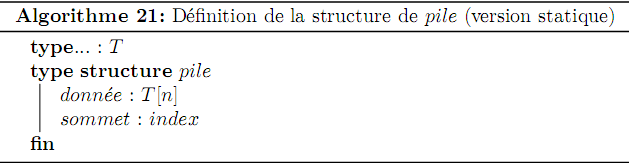 Algorithme 21: Définition de la structure de pile (version statique)
type... : T
type structure pile
donnée : T[n]
sommet : index
fin